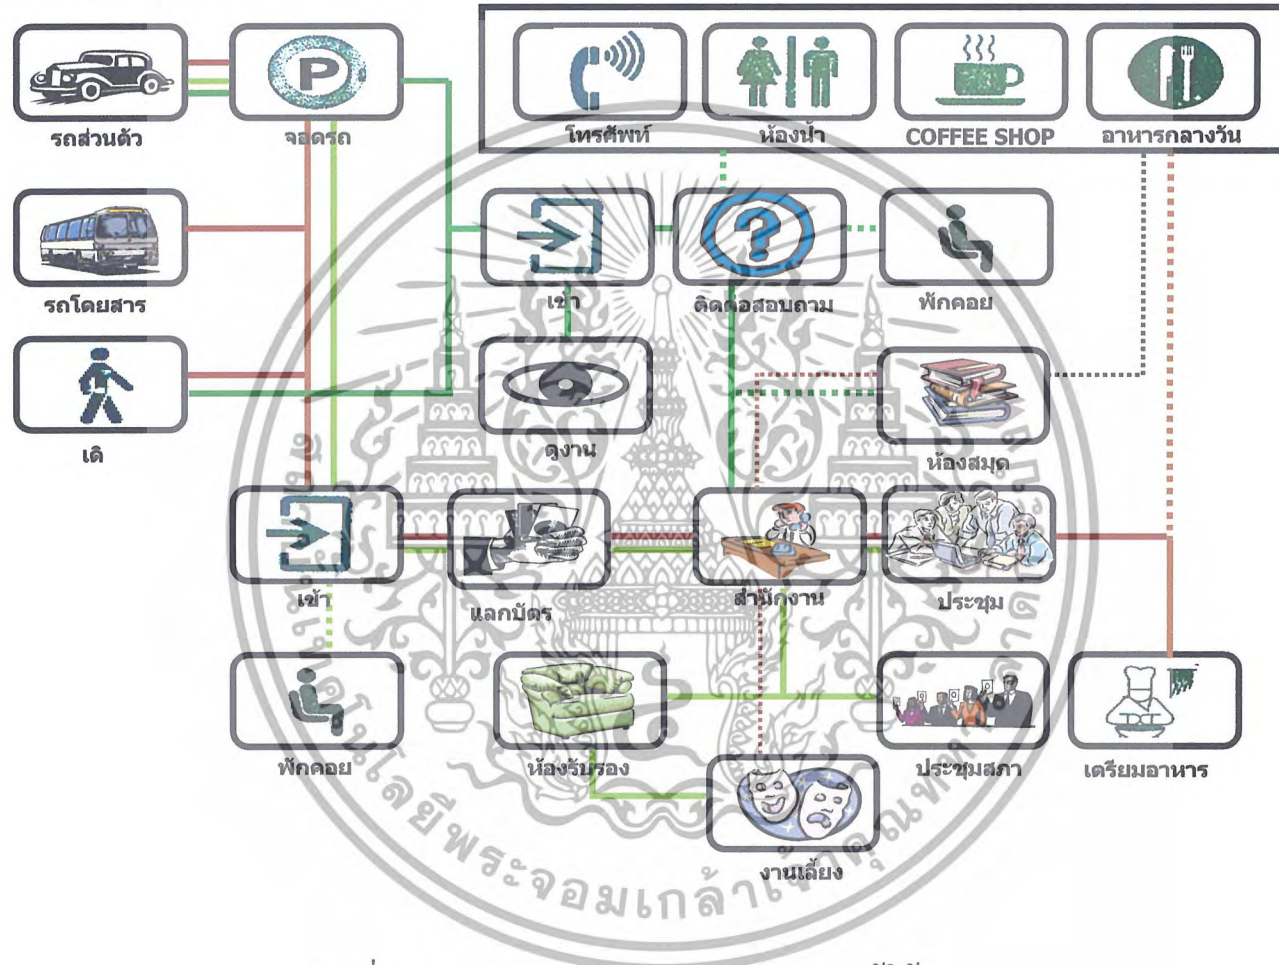 P
โทรศัพท์
ห้องน้ำ
COFFEE SHOP
อาหารกลางวัน
รถส่วนตัว
จอดรถ
?
รถโดยสาร
เข้า
ติดต่อสอบถาม
พักคอย
เดิ
ดูงาน
ห้องสมุด
เข้า
แลกบัตร
สำนักงาน
ประชุม
พักคอย
ห้องรับรอง
ประชุมสภา
เตรียมอาหาร
งานเลี้ยง